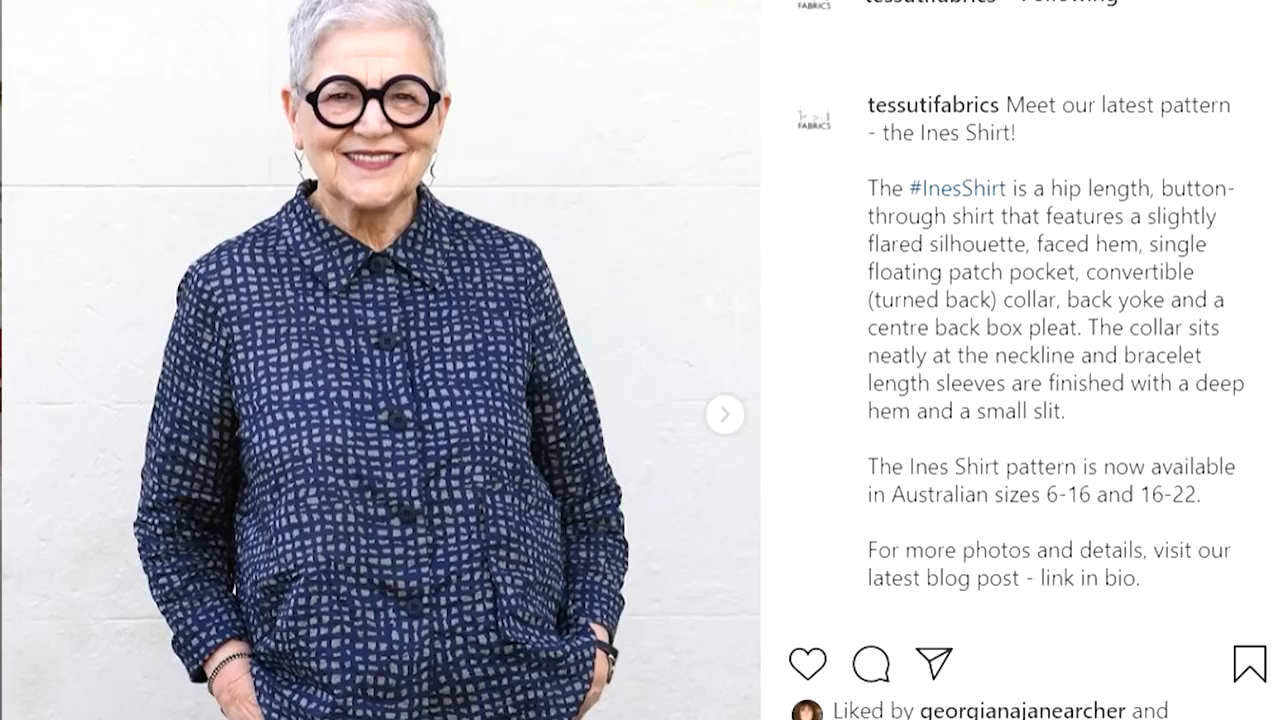 FABRICS
tessutifabrics • Following
FABRICS
tessutifabrics Meet our latest pattern
- the Ines Shirt!
The #InesShirt is a hip length, button-
through shirt that features a slightly
flared silhouette, faced hem, single
floating patch pocket, convertible
(turned back) collar, back yoke and a
centre back box pleat. The collar sits
neatly at the neckline and bracelet
length sleeves are finished with a deep
hem and a small slit.
The Ines Shirt pattern is now available
in Australian sizes 6-16 and 16-22.
For more photos and details, visit our
latest blog post - link in bio.
Liked by georgianajanearcher and